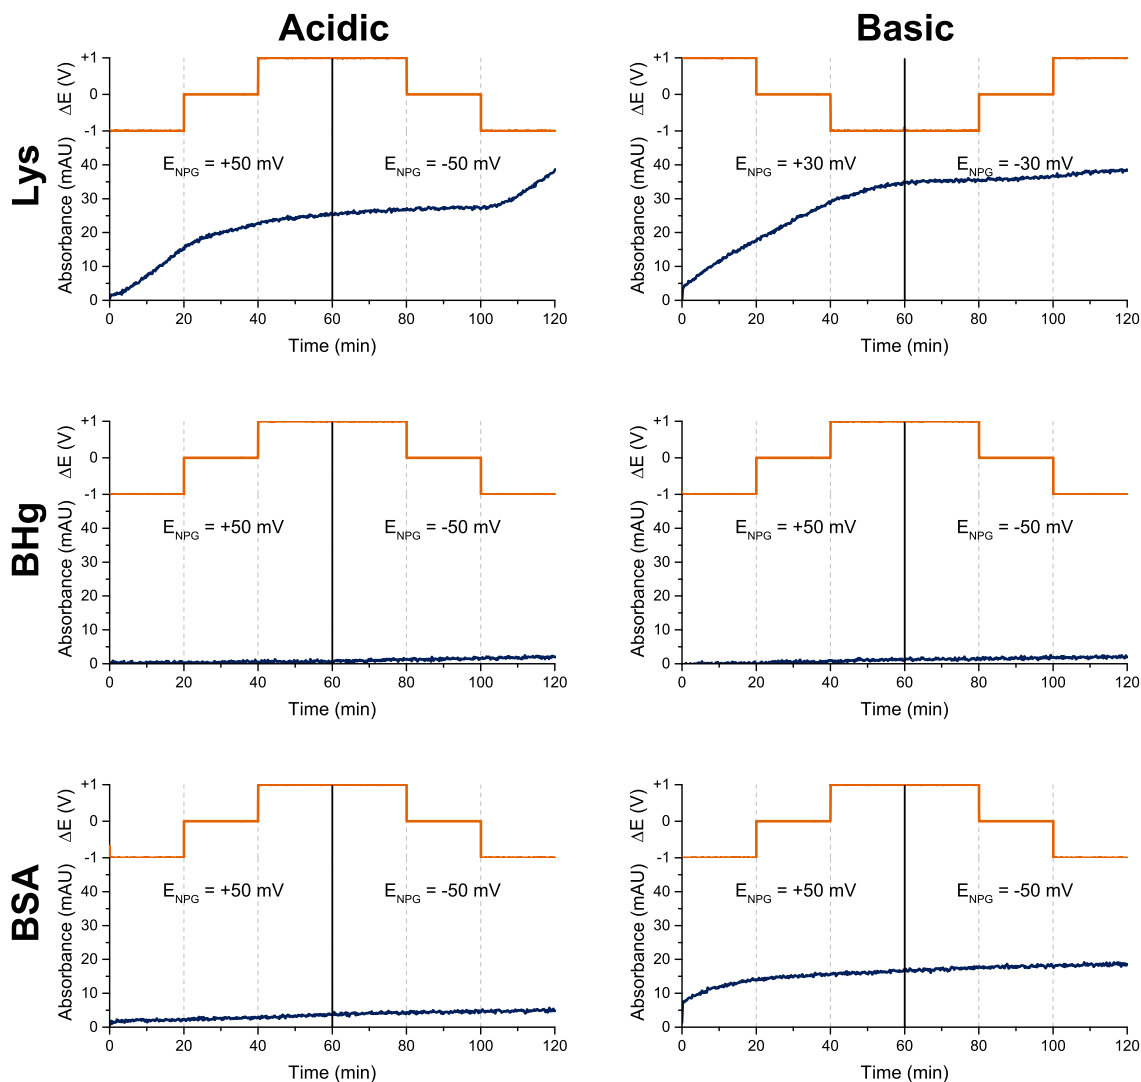 Acidic
Basic
Lys
+1
0
-1
ΔE (V)
40
30
20
10
0
Absorbance (mAU)
E_NPG = +50 mV
E_NPG = -50 mV
0 20 40 60 80 100 120
Time (min)
+1
0
-1
ΔE (V)
40
30
20
10
0
Absorbance (mAU)
E_NPG = +30 mV
E_NPG = -30 mV
0 20 40 60 80 100 120
Time (min)
BHg
+1
0
-1
ΔE (V)
40
30
20
10
0
Absorbance (mAU)
E_NPG = +50 mV
E_NPG = -50 mV
0 20 40 60 80 100 120
Time (min)
+1
0
-1
ΔE (V)
40
30
20
10
0
Absorbance (mAU)
E_NPG = +50 mV
E_NPG = -50 mV
0 20 40 60 80 100 120
Time (min)
BSA
+1
0
-1
ΔE (V)
40
30
20
10
0
Absorbance (mAU)
E_NPG = +50 mV
E_NPG = -50 mV
0 20 40 60 80 100 120
Time (min)
+1
0
-1
ΔE (V)
40
30
20
10
0
Absorbance (mAU)
E_NPG = +50 mV
E_NPG = -50 mV
0 20 40 60 80 100 120
Time (min)